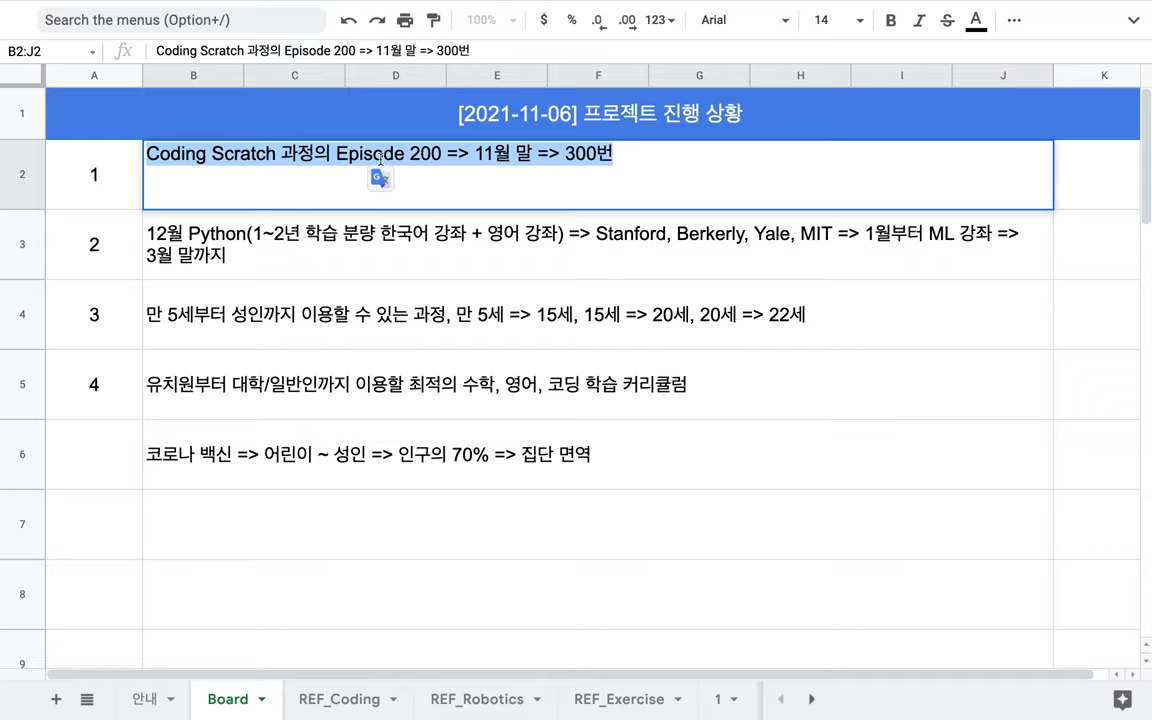 Search the menus (Option+/)
100%
$ % .0 .00 123
Arial
14
B I S A
B2:J2
fx
Coding Scratch 과정의 Episode 200 => 11월 말 => 300번
A B C D E F G H I J K
1
[2021-11-06] 프로젝트 진행 상황
2
1
Coding Scratch 과정의 Episode 200 => 11월 말 => 300번
3
2
12월 Python(1~2년 학습 분량 한국어 강좌 + 영어 강좌) => Stanford, Berkerly, Yale, MIT => 1월부터 ML 강좌 =>
3월 말까지
4
3
만 5세부터 성인까지 이용할 수 있는 과정, 만 5세 => 15세, 15세 => 20세, 20세 => 22세
5
4
유치원부터 대학/일반인까지 이용할 최적의 수학, 영어, 코딩 학습 커리큘럼
6
코로나 백신 => 어린이 ~ 성인 => 인구의 70% => 집단 면역
7
8
9
안내
Board
REF_Coding
REF_Robotics
REF_Exercise
1